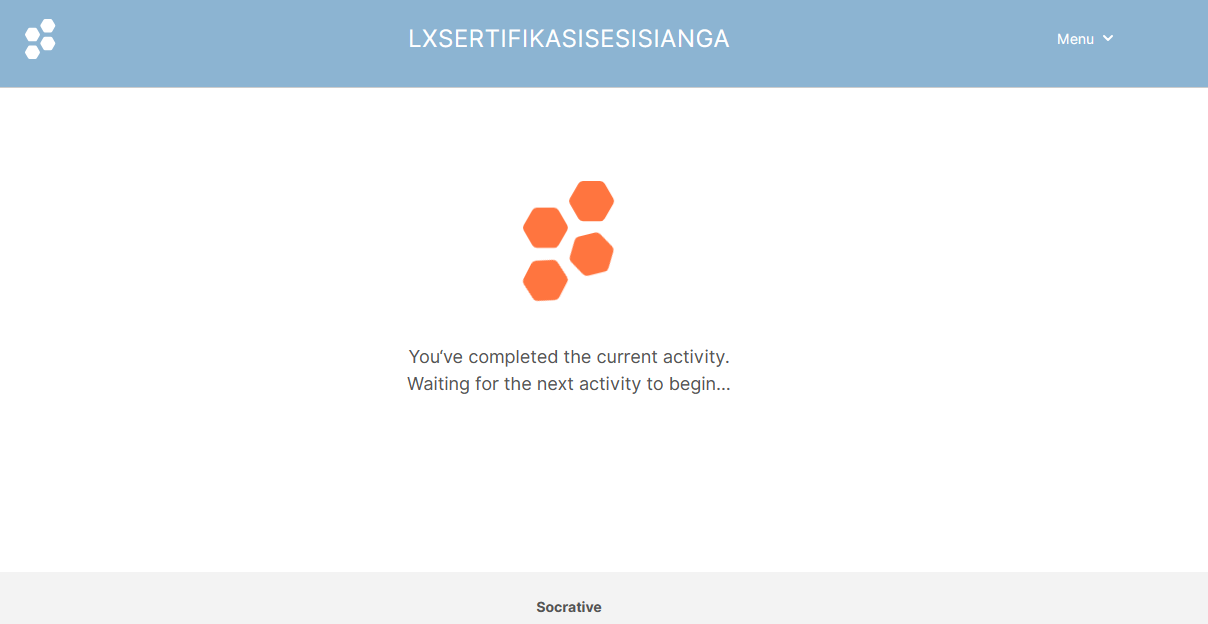 LXSERTIFIKASISESISIANGA
Menu
You’ve completed the current activity.
Waiting for the next activity to begin...
Socrative